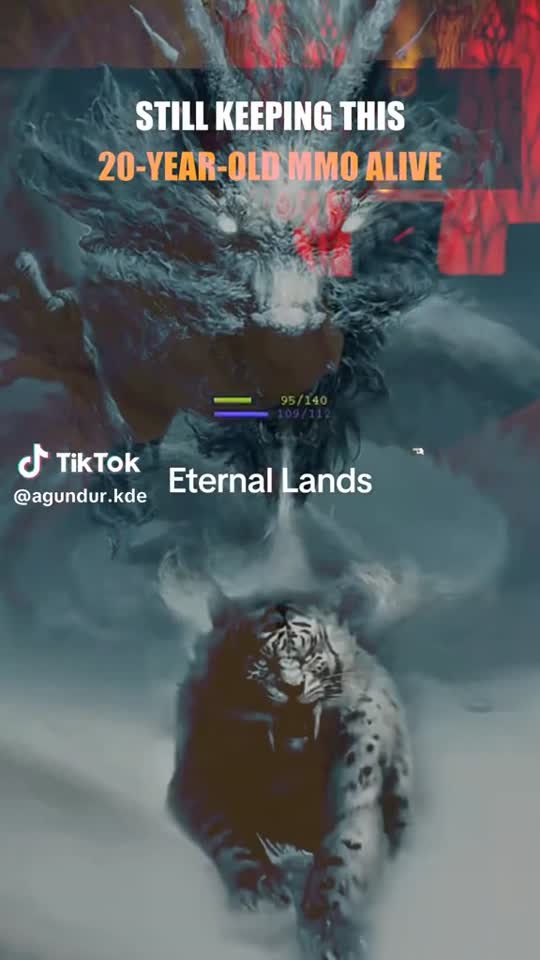 STILL KEEPING THIS
20-YEAR-OLD MMO ALIVE
95/140
109/112
TikTok
@agundur.kde
Eternal Lands